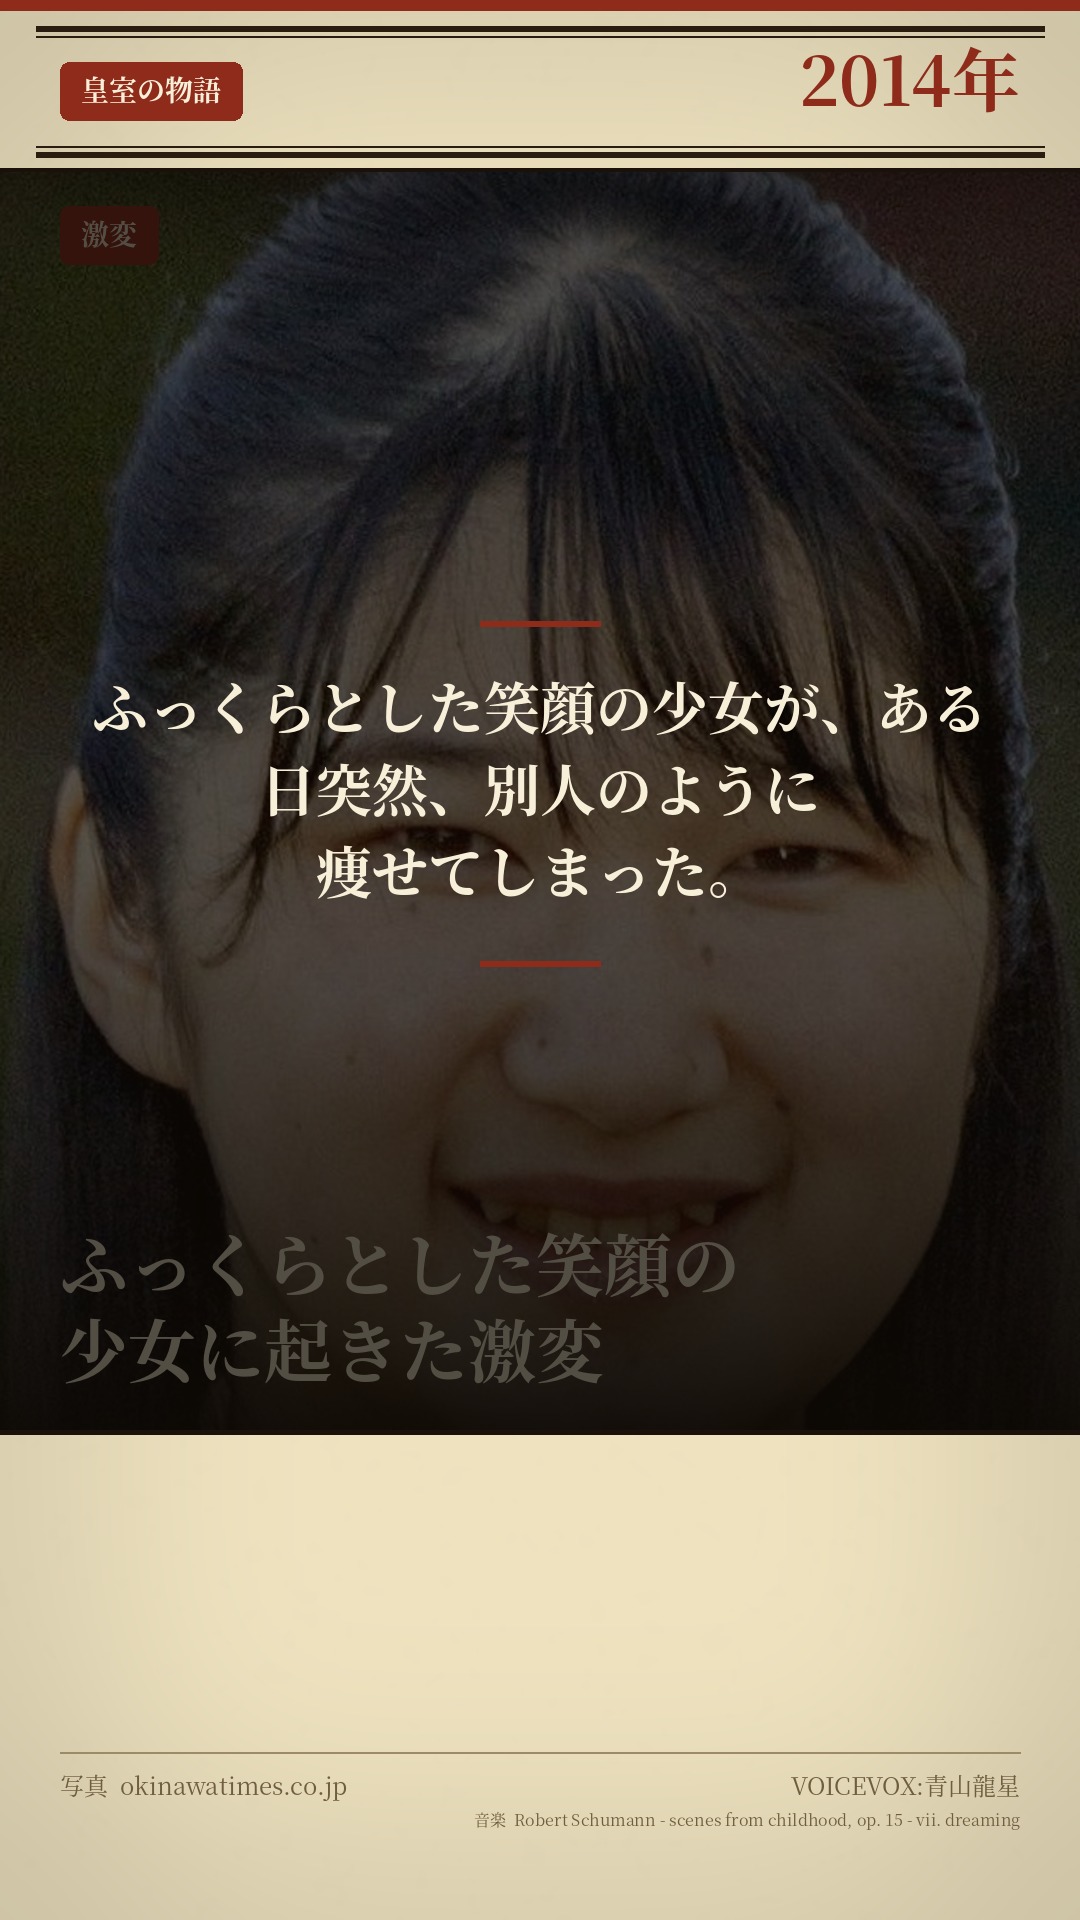 皇室の物語
2014年
激変
ふっくらとした笑顔の少女が、ある
日突然、別人のように
痩せてしまった。
ふっくらとした笑顔の
少女に起きた激変
写真 okinawatimes.co.jp
VOICEVOX:青山龍星
音楽 Robert Schumann - scenes from childhood, op. 15 - vii. dreaming